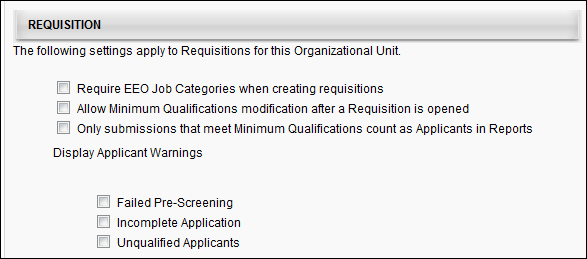 REQUISITION
The following settings apply to Requisitions for this Organizational Unit.
Require EEO Job Categories when creating requisitions
Allow Minimum Qualifications modification after a Requisition is opened
Only submissions that meet Minimum Qualifications count as Applicants in Reports
Display Applicant Warnings
Failed Pre-Screening
Incomplete Application
Unqualified Applicants